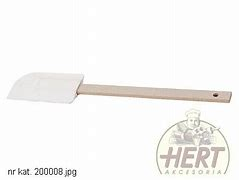 HERT
AKCESORIA
nr kat. 200008.jpg